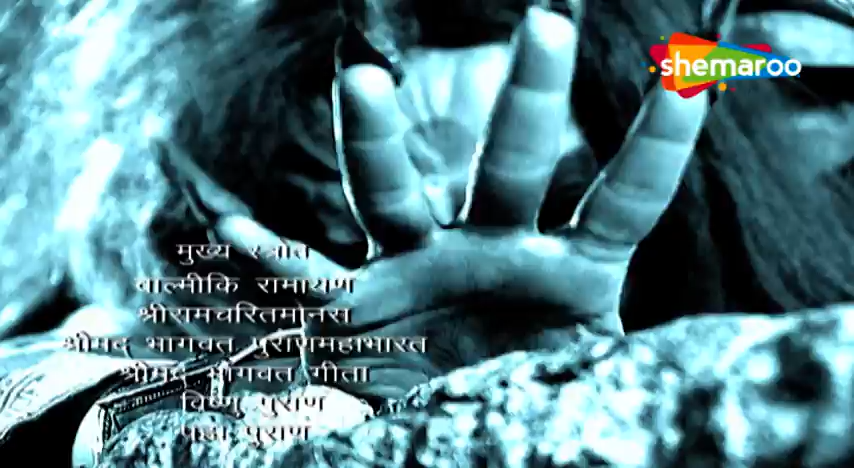 shemaroo
मुख्य स्त्रोत
वाल्मीकि रामायण
श्रीरामचरितमानस
श्रीमद भागवत पुराणमहाभारत
श्रीमद भागवत गीता
विष्णु पुराण
पद्म पुराण